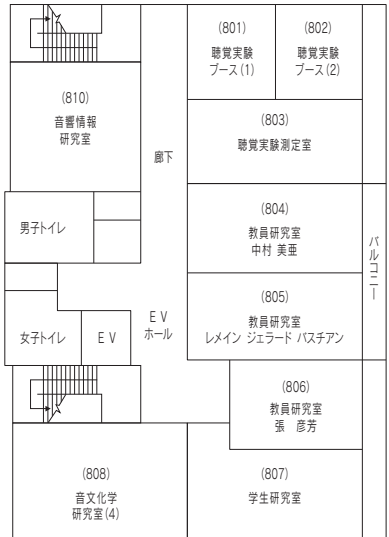 (801)
聴覚実験
ブース(1)
(802)
聴覚実験
ブース(2)
(810)
音響情報
研究室
(803)
聴覚実験測定室
廊下
(804)
教員研究室
中村 美亜
男子トイレ
バルコニー
(805)
教員研究室
レメイン ジェラード バスチアン
女子トイレ
E V
E V
ホール
(806)
教員研究室
張 彦芳
(808)
音文化学
研究室(4)
(807)
学生研究室